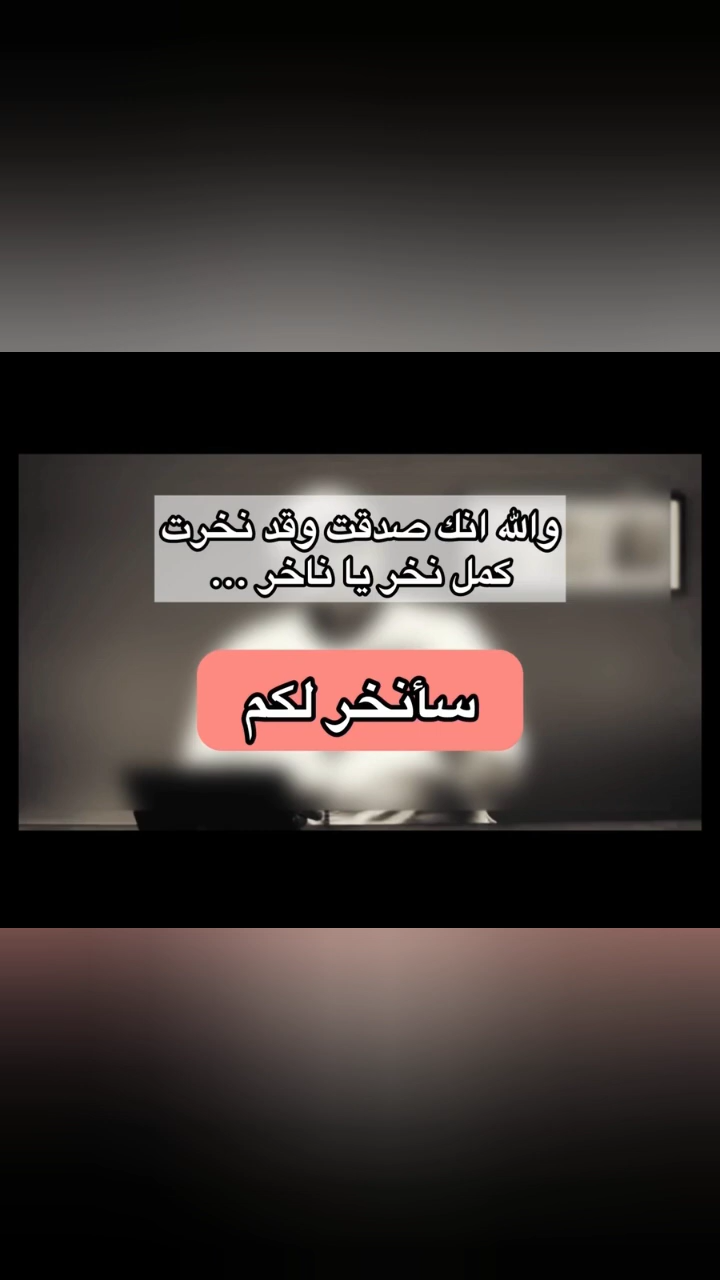 والله انك صدقت وقد نخرت
كمل نخر يا ناخر ...
سأنخر لكم